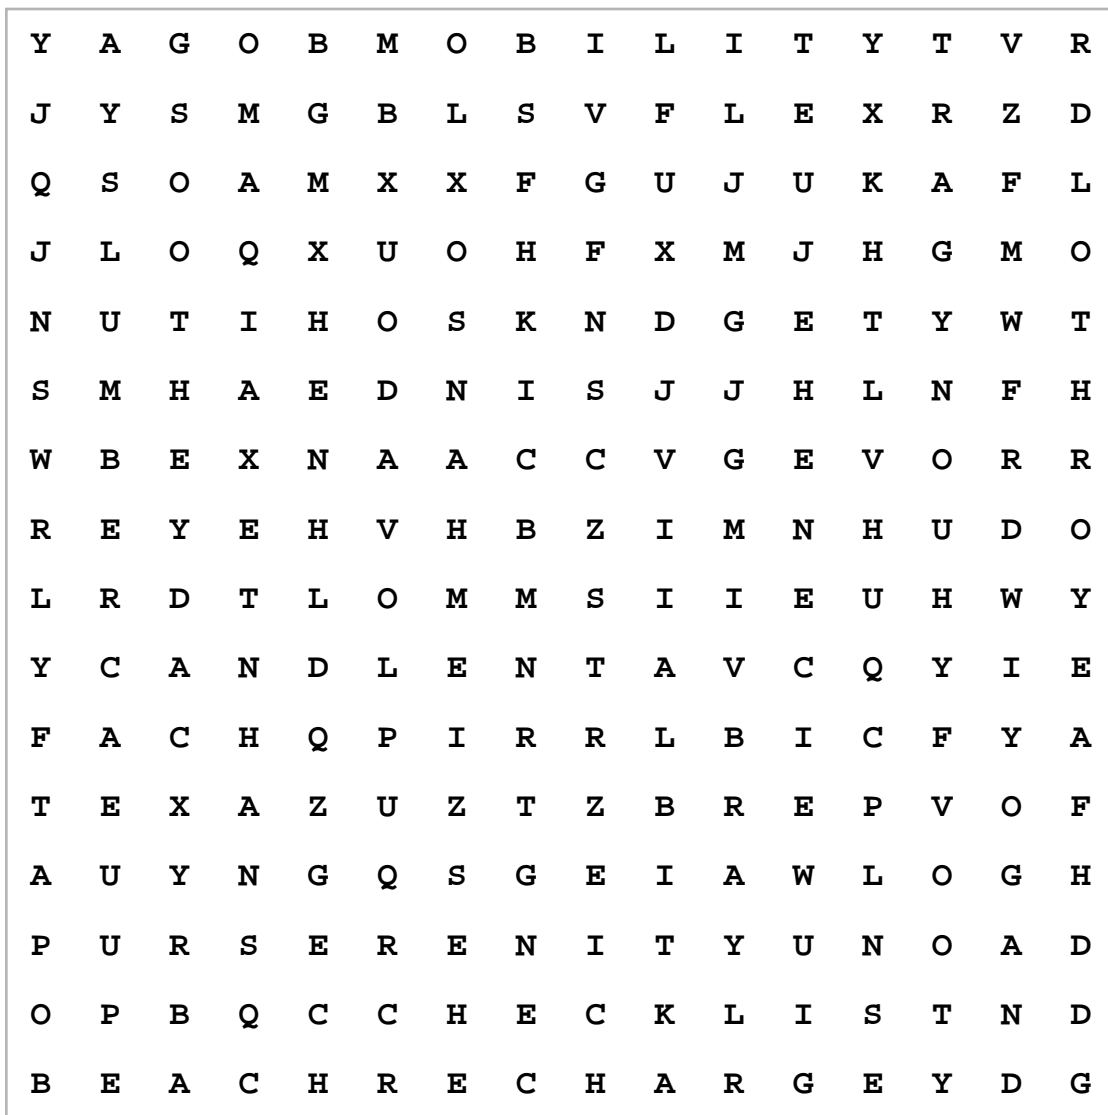 Y A G O B M O B I L I T Y T V R
J Y S M G B L S V F L E X R Z D
Q S O A M X X F G U J U K A F L
J L O Q X U O H F X M J H G M O
N U T I H O S K N D G E T Y W T
S M H A E D N I S J J H L N F H
W B E X N A A C C V G E V O R R
R E Y E H V H B Z I M N H U D O
L R D T L O M M S I I E U H W Y
Y C A N D L E N T A V C Q Y I E
F A C H Q P I R R L B I C F Y A
T E X A Z U Z T Z B R E P V O F
A U Y N G Q S G E I A W L O G H
P U R S E R E N I T Y U N O A D
O P B Q C C H E C K L I S T N D
B E A C H R E C H A R G E Y D G